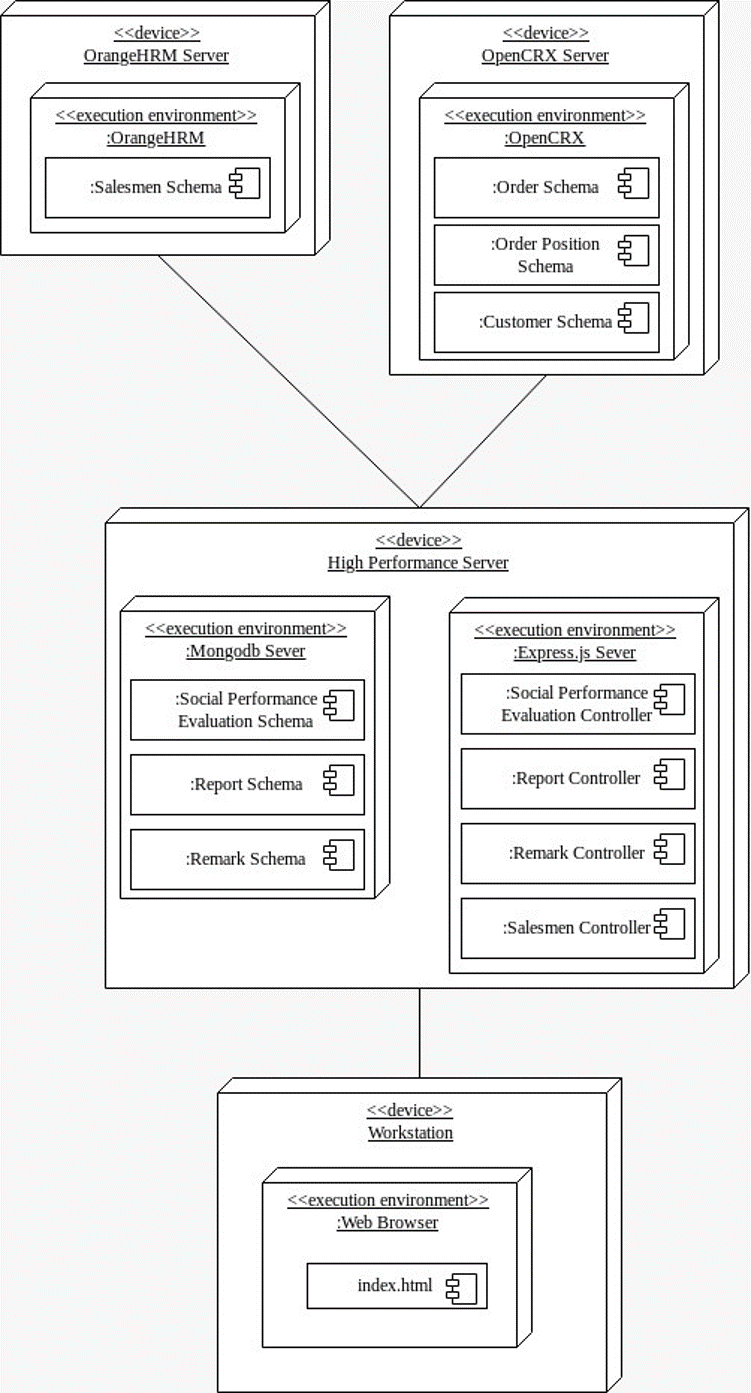 <<device>>
OrangeHRM Server
<<execution environment>>
:OrangeHRM
:Salesmen Schema
<<device>>
OpenCRX Server
<<execution environment>>
:OpenCRX
:Order Schema
:Order Position
Schema
:Customer Schema
<<device>>
High Performance Server
<<execution environment>>
:Mongodb Sever
:Social Performance
Evaluation Schema
:Report Schema
:Remark Schema
<<execution environment>>
:Express.js Sever
:Social Performance
Evaluation Controller
:Report Controller
:Remark Controller
:Salesmen Controller
<<device>>
Workstation
<<execution environment>>
:Web Browser
index.html